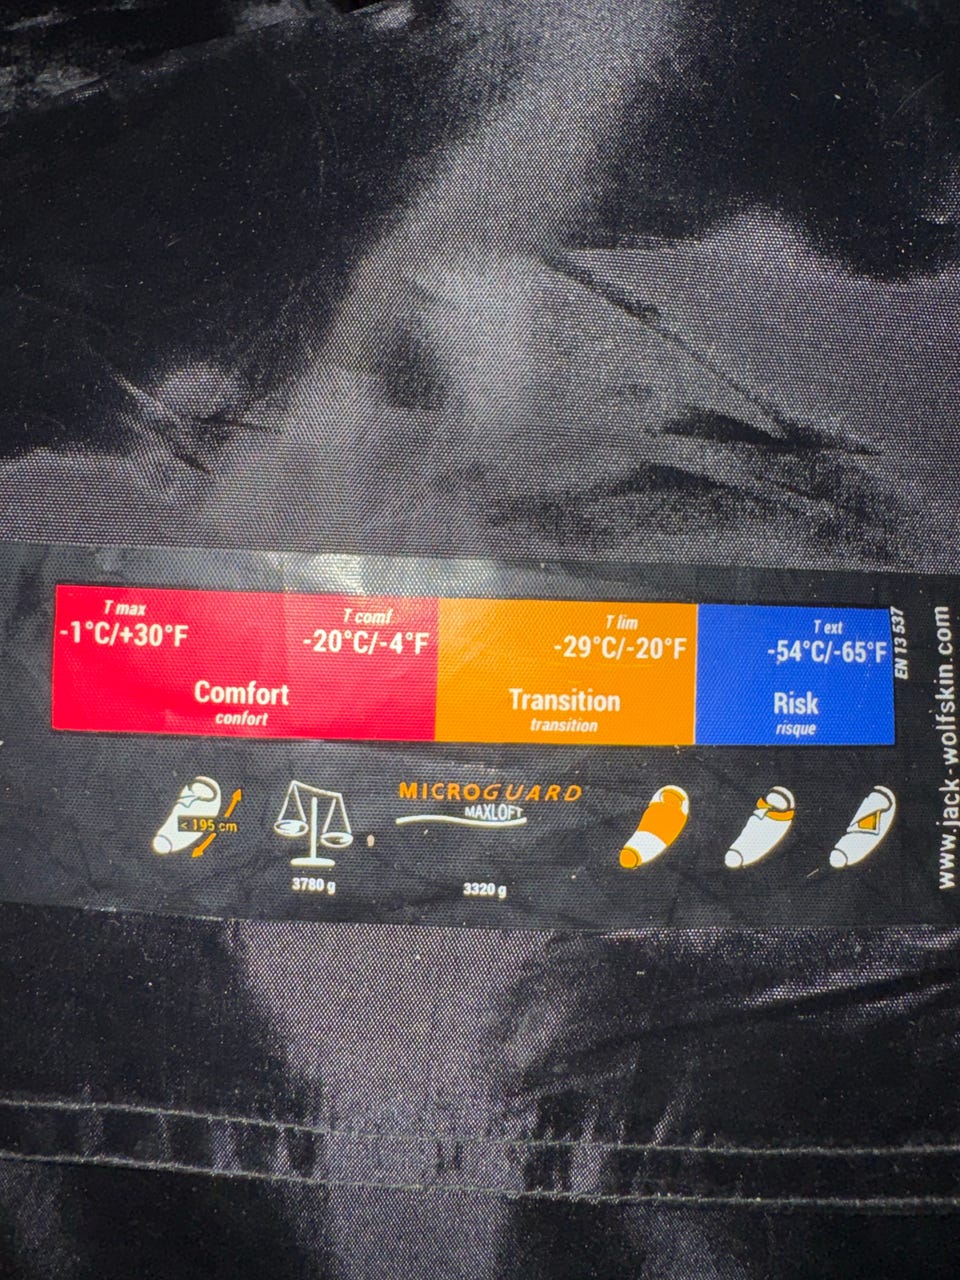 T max
-1°C/+30°F
T comf
-20°C/-4°F
Comfort
confort
T lim
-29°C/-20°F
Transition
transition
T ext
-54°C/-65°F
Risk
risque
EN 13 537
www.jack-wolfskin.com
< 195 cm
3780 g
MICROGUARD
MAXLOFT
3320 g